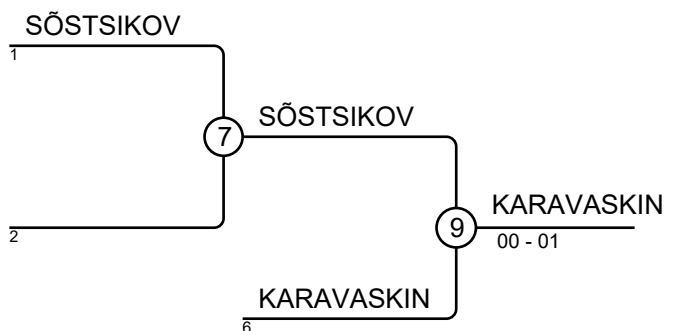 SÕSTSIKOV
1
SÕSTSIKOV
7
KARAVASKIN
2
9
00 - 01
KARAVASKIN
6